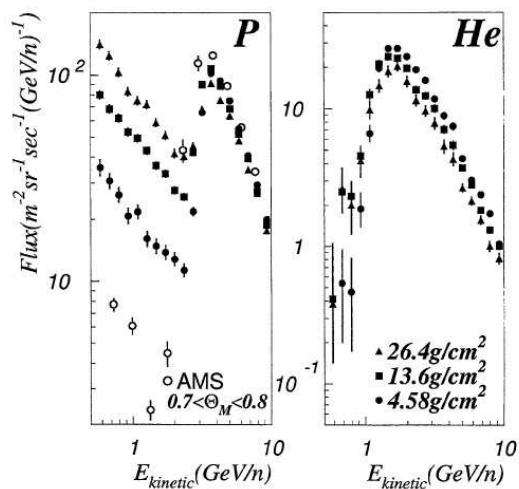 P
He
Flux(m⁻² sr⁻¹ sec⁻¹ (GeV/n)⁻¹
10²
10
10
1
10⁻¹
AMS
0.7<Θ_M<0.8
26.4g/cm²
13.6g/cm²
4.58g/cm²
1
10
1
10
E_kinetic(GeV/n)
E_kinetic(GeV/n)